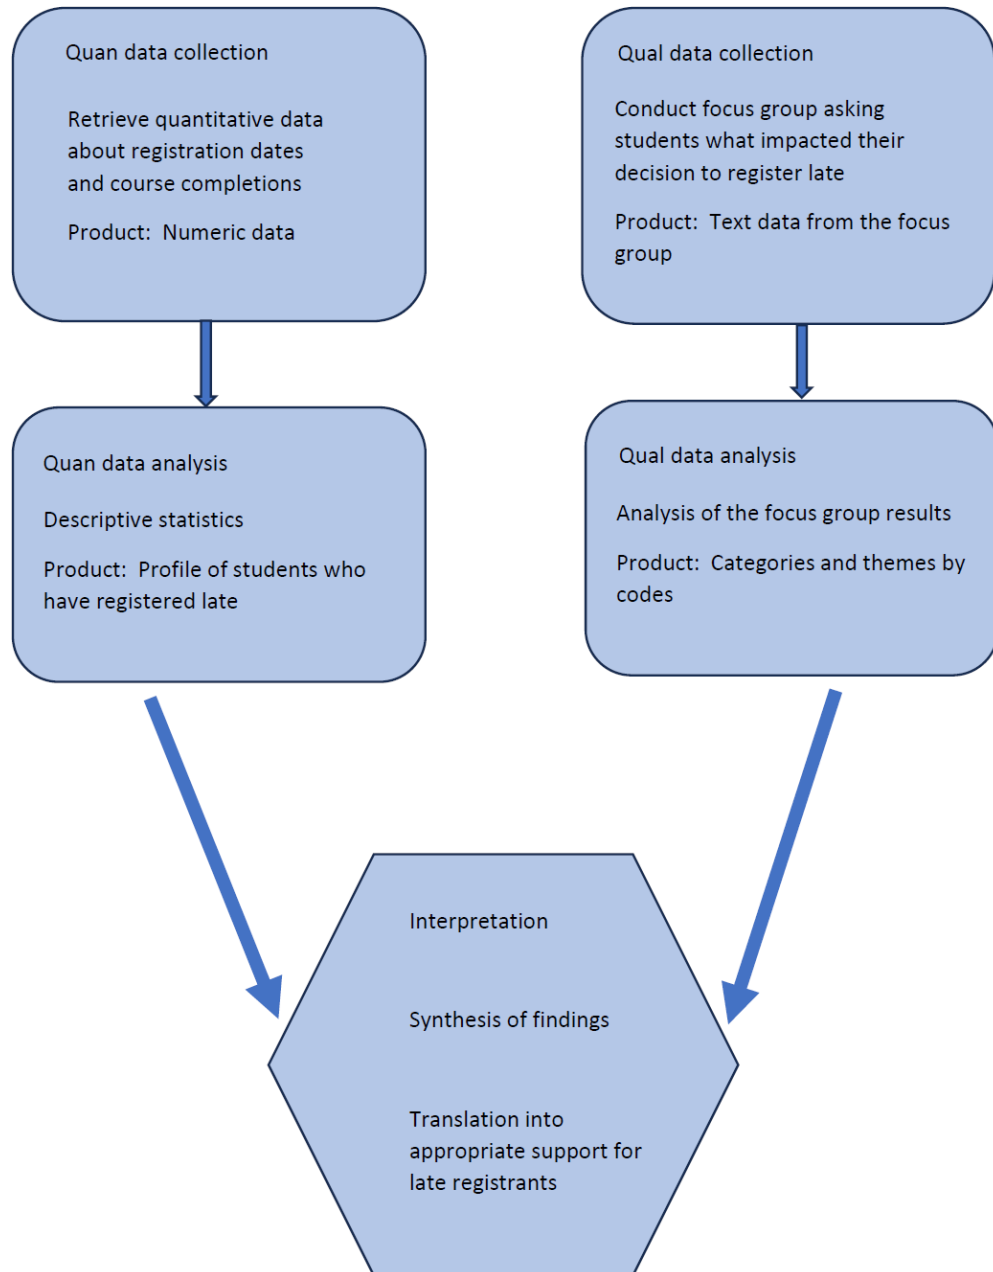 Quan data collection
Retrieve quantitative data
about registration dates
and course completions
Product:  Numeric data
Qual data collection
Conduct focus group asking
students what impacted their
decision to register late
Product:  Text data from the focus
group
Quan data analysis
Descriptive statistics
Product:  Profile of students who
have registered late
Qual data analysis
Analysis of the focus group results
Product:  Categories and themes by
codes
Interpretation
Synthesis of findings
Translation into
appropriate support for
late registrants